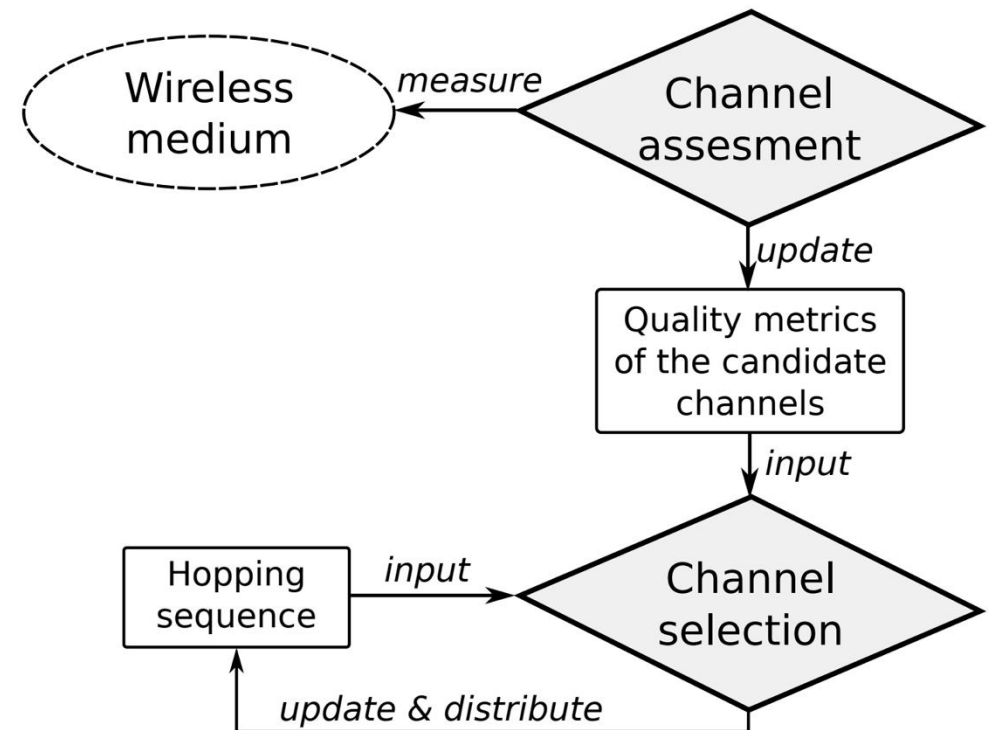 Wireless
medium
measure
Channel
assesment
update
Quality metrics
of the candidate
channels
input
Hopping
sequence
input
Channel
selection
update & distribute